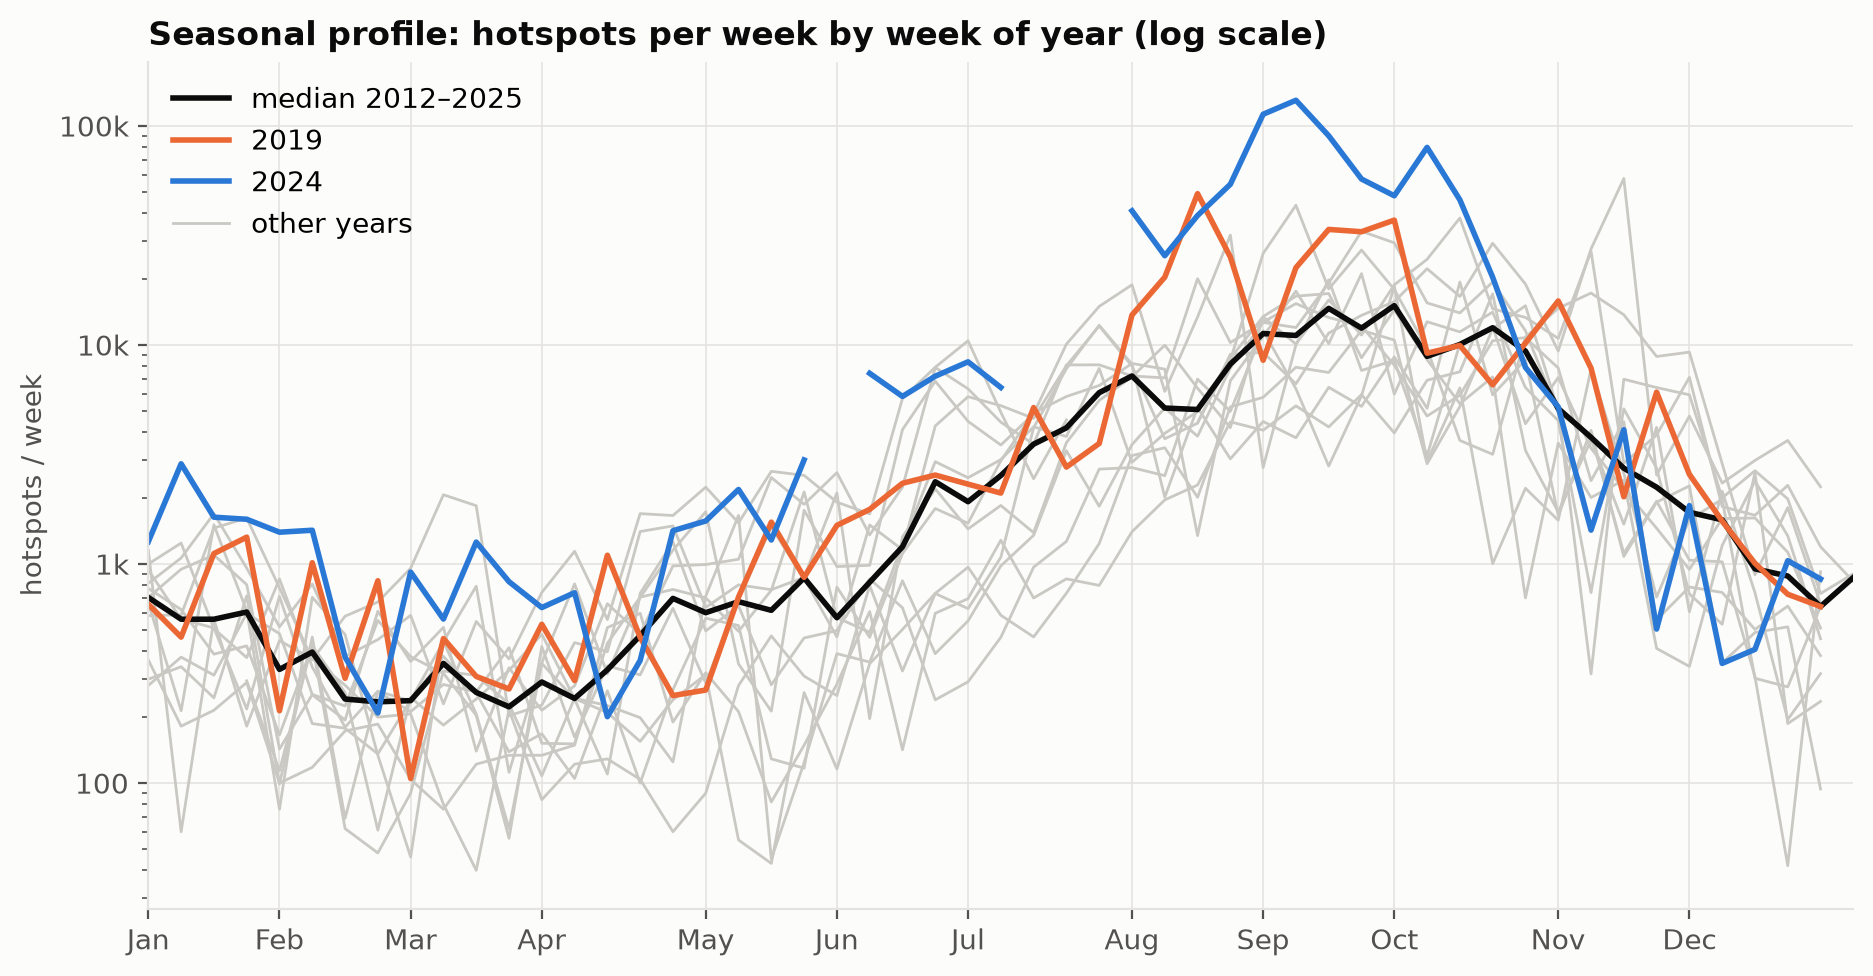 Seasonal profile: hotspots per week by week of year (log scale)
median 2012–2025
2019
2024
other years
hotspots / week
100k
10k
1k
100
Jan Feb Mar Apr May Jun Jul Aug Sep Oct Nov Dec